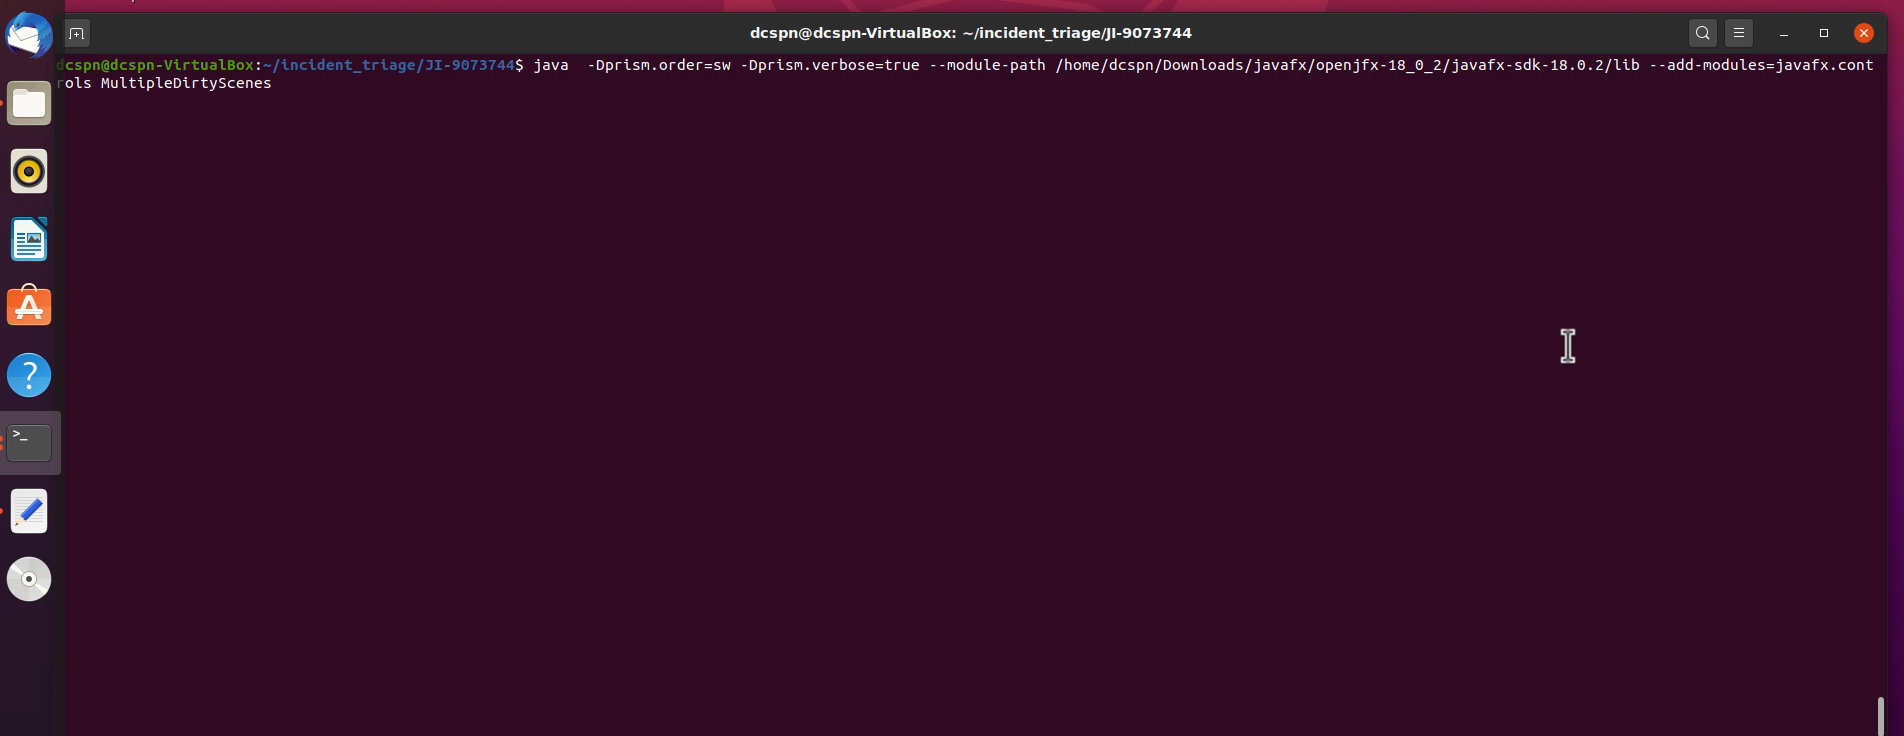 dcspn@dcspn-VirtualBox: ~/incident_triage/JI-9073744
dcspn@dcspn-VirtualBox:~/incident_triage/JI-9073744$ java  -Dprism.order=sw -Dprism.verbose=true --module-path /home/dcspn/Downloads/javafx/openjfx-18_0_2/javafx-sdk-18.0.2/lib --add-modules=javafx.cont
rols MultipleDirtyScenes